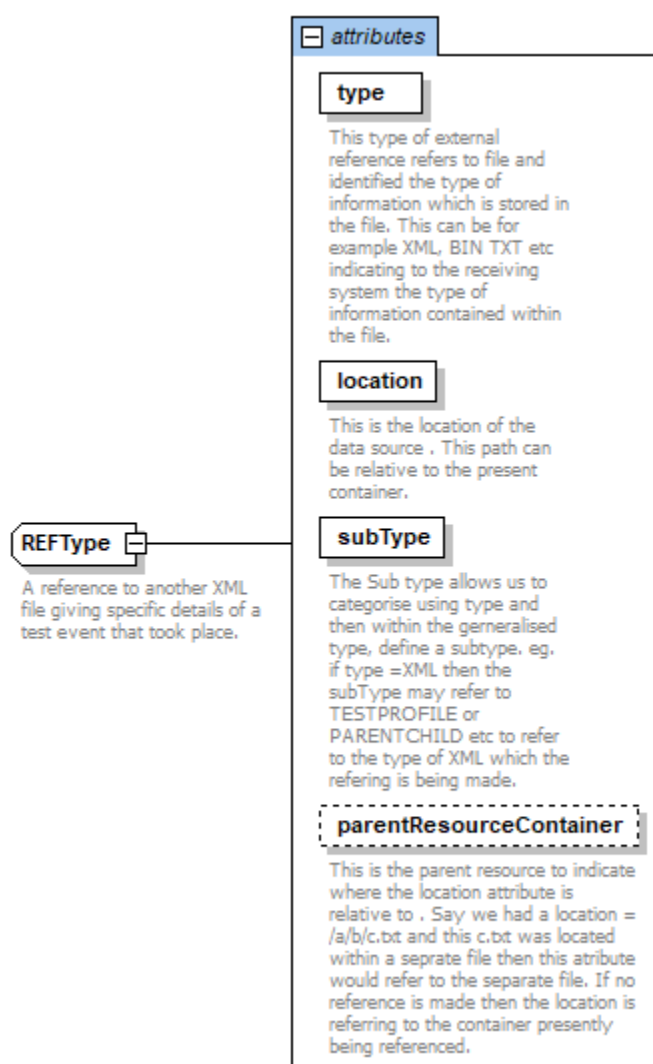 attributes
type
This type of external
reference refers to file and
identified the type of
information which is stored in
the file. This can be for
example XML, BIN TXT etc
indicating to the receiving
system the type of
information contained within
the file.
location
This is the location of the
data source . This path can
be relative to the present
container.
REFType
A reference to another XML
file giving specific details of a
test event that took place.
subType
The Sub type allows us to
categorise using type and
then within the gerneralised
type, define a subtype. eg.
if type =XML then the
subType may refer to
TESTPROFILE or
PARENTCHILD etc to refer
to the type of XML which the
refering is being made.
parentResourceContainer
This is the parent resource to indicate
where the location attribute is
relative to . Say we had a location =
/a/b/c.txt and this c.txt was located
within a seprate file then this atribute
would refer to the separate file. If no
reference is made then the location is
referring to the container presently
being referenced.